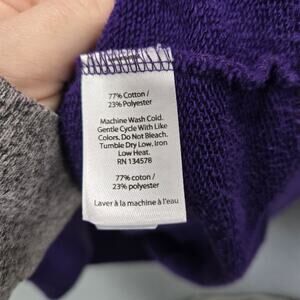 77% Cotton /
23% Polyester
Machine Wash Cold.
Gentle Cycle With Like
Colors. Do Not Bleach.
Tumble Dry Low. Iron
Low Heat.
RN 134578
77% coton /
23% polyester
Laver à la machine à l'eau